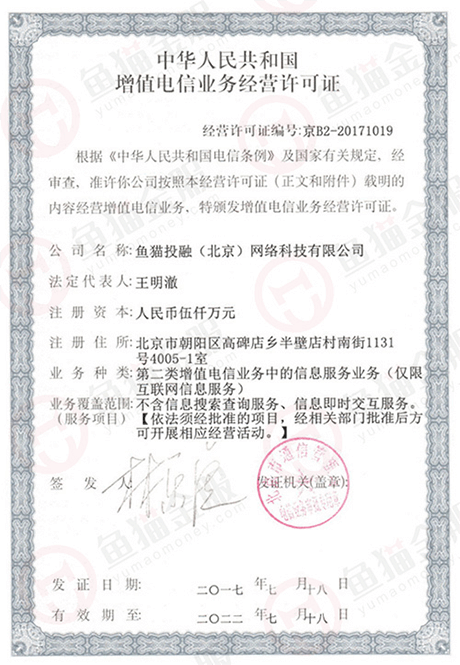 中华人民共和国
增值电信业务经营许可证
经营许可证编号:京B2-20171019
根据《中华人民共和国电信条例》及国家有关规定、经
审查、准许你公司按照本经营许可证（正文和附件）载明的
内容经营增值电信业务、特颁发增值电信业务经营许可证。
公司名称:鱼猫投融（北京）网络科技有限公司
法定代表人:王明澈
注册资本:人民币伍仟万元
注册住所:北京市朝阳区高碑店乡半壁店村南街1131
号4005-1室
业务种类:第二类增值电信业务中的信息服务业务（仅限
互联网信息服务）
业务覆盖范围:不含信息搜索查询服务、信息即时交互服务。
(服务项目)【依法须经批准的项目，经相关部门批准后方
可开展相应经营活动。】
签发人
发证机关(盖章):
北京市通信管理局
发证日期:二〇一七年七月十八日
有效期至:二〇二二年七月十八日
鱼猫金服
yumaomoney.com